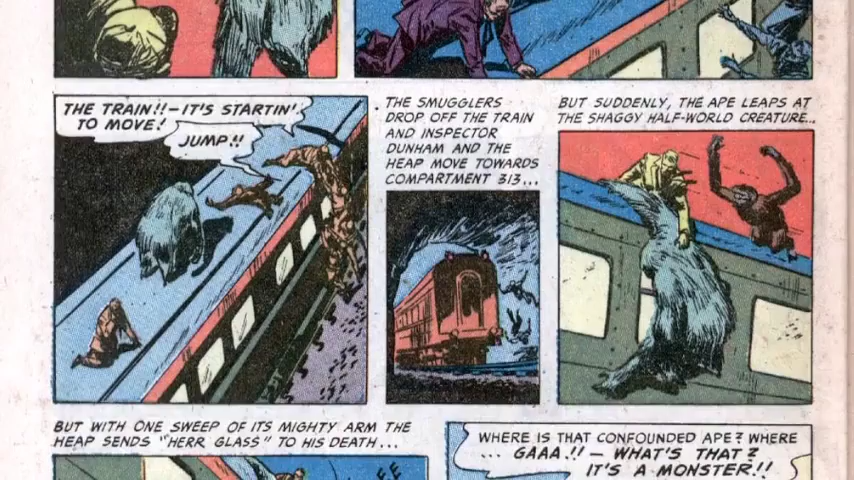 THE TRAIN!!—IT'S STARTIN'
TO MOVE!
JUMP!!
THE SMUGGLERS
DROP OFF THE TRAIN
AND INSPECTOR
DUNHAM AND THE
HEAP MOVE TOWARDS
COMPARTMENT 313...
BUT SUDDENLY, THE APE LEAPS AT
THE SHAGGY HALF-WORLD CREATURE...
BUT WITH ONE SWEEP OF ITS MIGHTY ARM THE
HEAP SENDS "HERR GLASS" TO HIS DEATH...
WHERE IS THAT CONFOUNDED APE? WHERE
... GAAA!! — WHAT'S THAT?
IT'S A MONSTER!!